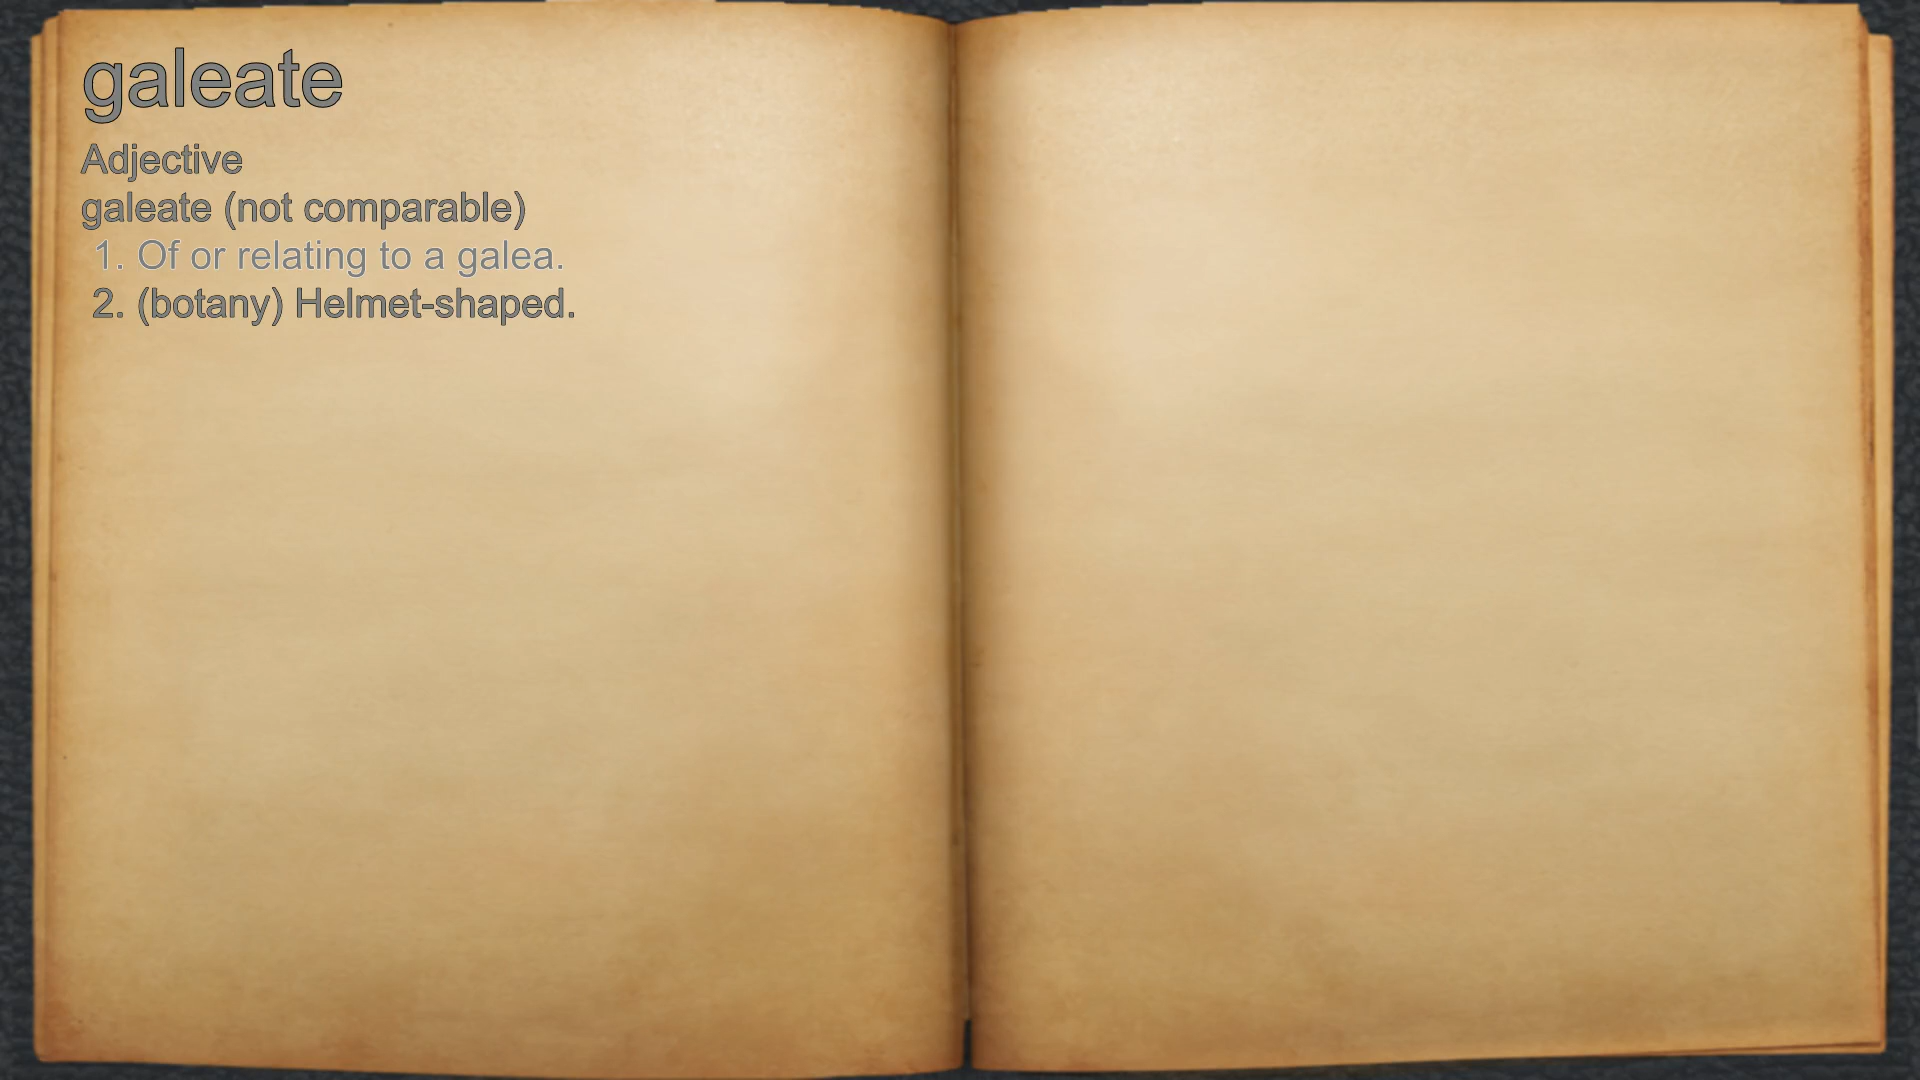 galeate
Adjective
galeate (not comparable)
1. Of or relating to a galea.
2. (botany) Helmet-shaped.